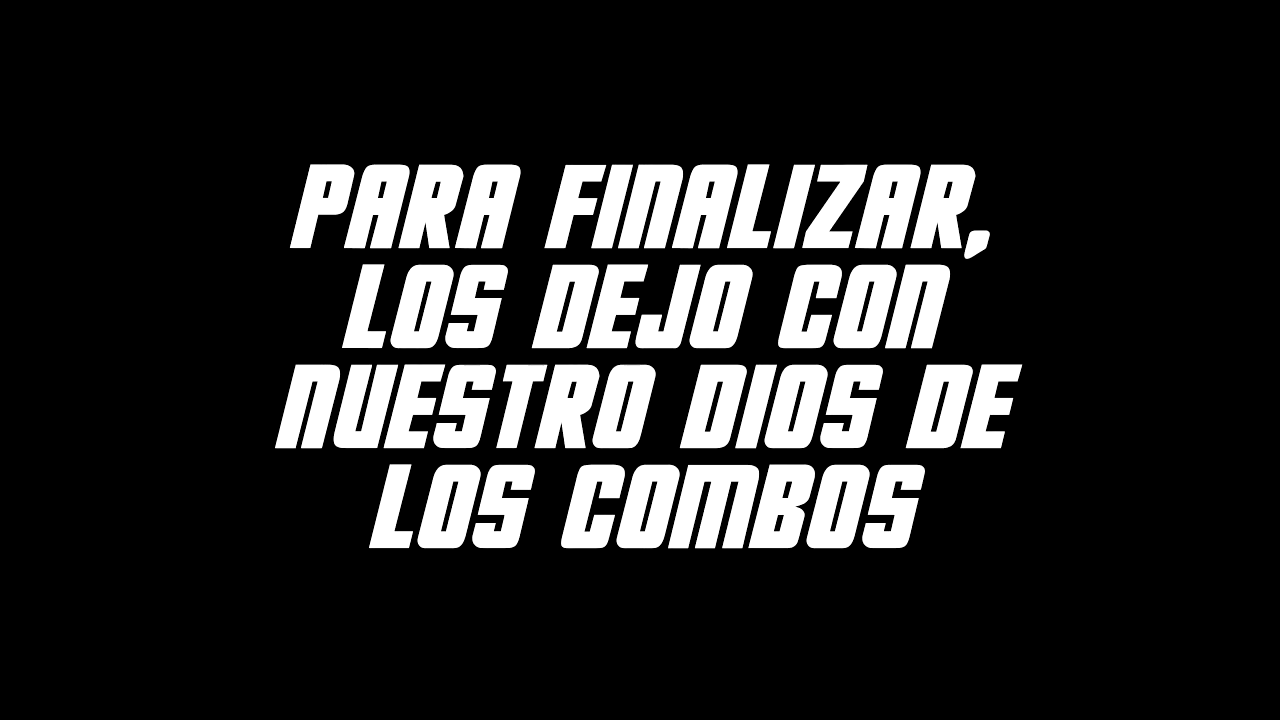 PARA FINALIZAR,
LOS DEJO CON
NUESTRO DIOS DE
LOS COMBOS